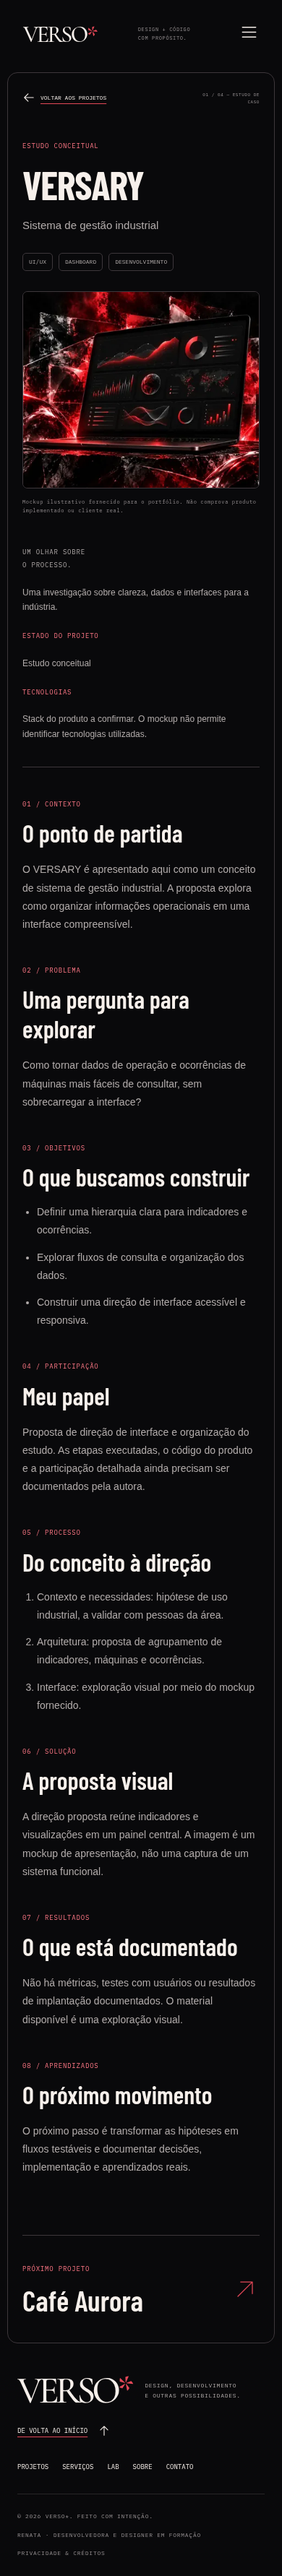 VERSO*
DESIGN + CÓDIGO
COM PROPÓSITO.
VOLTAR AOS PROJETOS
01 / 04 — ESTUDO DE
CASO
ESTUDO CONCEITUAL
VERSARY
Sistema de gestão industrial
UI/UX
DASHBOARD
DESENVOLVIMENTO
Mockup ilustrativo fornecido para o portfólio. Não comprova produto
implementado ou cliente real.
UM OLHAR SOBRE
O PROCESSO.
Uma investigação sobre clareza, dados e interfaces para a
indústria.
ESTADO DO PROJETO
Estudo conceitual
TECNOLOGIAS
Stack do produto a confirmar. O mockup não permite
identificar tecnologias utilizadas.
01 / CONTEXTO
O ponto de partida
O VERSARY é apresentado aqui como um conceito
de sistema de gestão industrial. A proposta explora
como organizar informações operacionais em uma
interface compreensível.
02 / PROBLEMA
Uma pergunta para
explorar
Como tornar dados de operação e ocorrências de
máquinas mais fáceis de consultar, sem
sobrecarregar a interface?
03 / OBJETIVOS
O que buscamos construir
• Definir uma hierarquia clara para indicadores e
ocorrências.
• Explorar fluxos de consulta e organização dos
dados.
• Construir uma direção de interface acessível e
responsiva.
04 / PARTICIPAÇÃO
Meu papel
Proposta de direção de interface e organização do
estudo. As etapas executadas, o código do produto
e a participação detalhada ainda precisam ser
documentados pela autora.
05 / PROCESSO
Do conceito à direção
1. Contexto e necessidades: hipótese de uso
industrial, a validar com pessoas da área.
2. Arquitetura: proposta de agrupamento de
indicadores, máquinas e ocorrências.
3. Interface: exploração visual por meio do mockup
fornecido.
06 / SOLUÇÃO
A proposta visual
A direção proposta reúne indicadores e
visualizações em um painel central. A imagem é um
mockup de apresentação, não uma captura de um
sistema funcional.
07 / RESULTADOS
O que está documentado
Não há métricas, testes com usuários ou resultados
de implantação documentados. O material
disponível é uma exploração visual.
08 / APRENDIZADOS
O próximo movimento
O próximo passo é transformar as hipóteses em
fluxos testáveis e documentar decisões,
implementação e aprendizados reais.
PRÓXIMO PROJETO
Café Aurora
VERSO*
DESIGN, DESENVOLVIMENTO
E OUTRAS POSSIBILIDADES.
DE VOLTA AO INÍCIO
PROJETOS SERVIÇOS LAB SOBRE CONTATO
© 2026 VERSO*. FEITO COM INTENÇÃO.
RENATA · DESENVOLVEDORA E DESIGNER EM FORMAÇÃO
PRIVACIDADE & CRÉDITOS